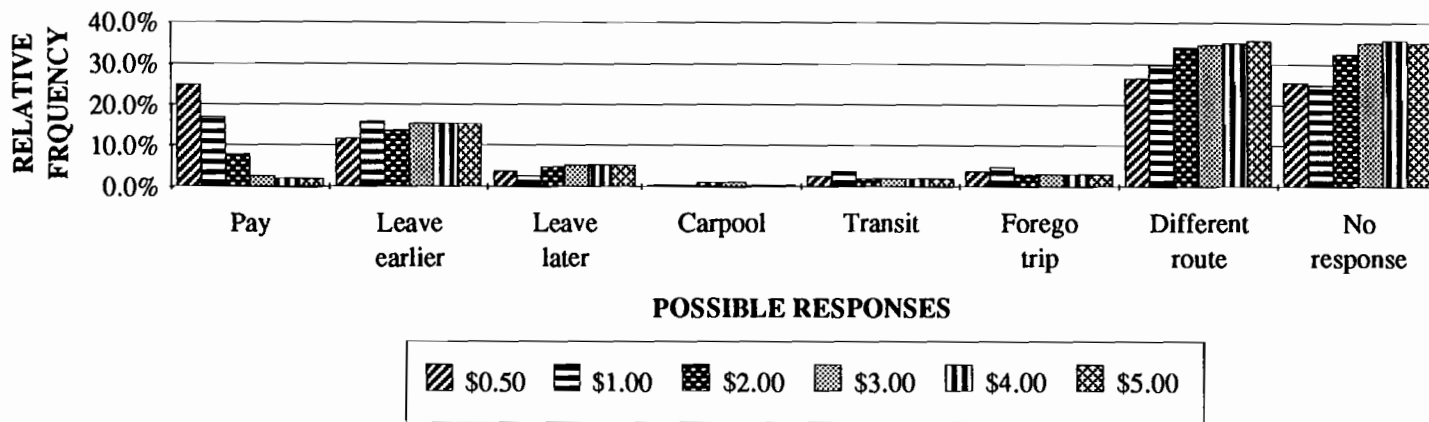 RELATIVE
FRQUENCY
40.0%
30.0%
20.0%
10.0%
0.0%
Pay
Leave
earlier
Leave
later
Carpool
Transit
Forego
trip
Different
route
No
response
POSSIBLE RESPONSES
$0.50 $1.00 $2.00 $3.00 $4.00 $5.00